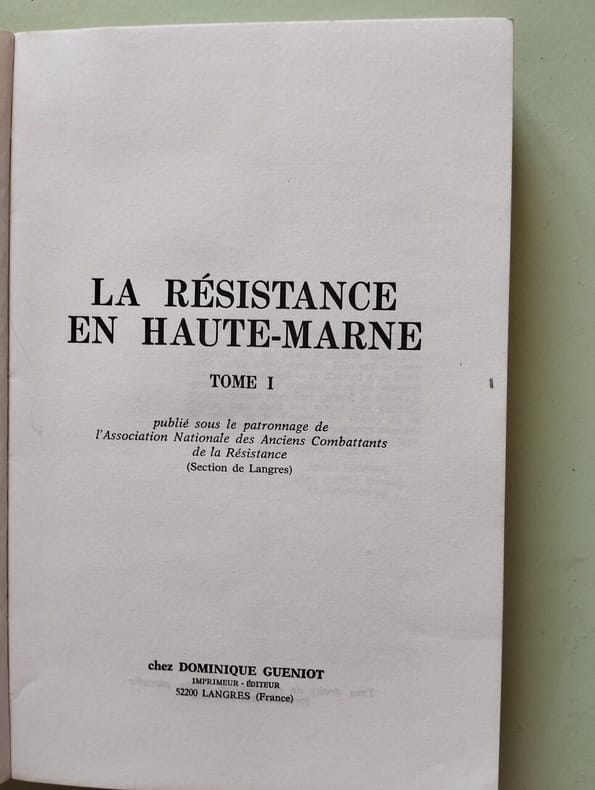 LA RÉSISTANCE
EN HAUTE-MARNE
TOME I
publié sous le patronnage de
l'Association Nationale des Anciens Combattants
de la Résistance
(Section de Langres)
chez DOMINIQUE GUENIOT
IMPRIMEUR - ÉDITEUR
52200 LANGRES (France)